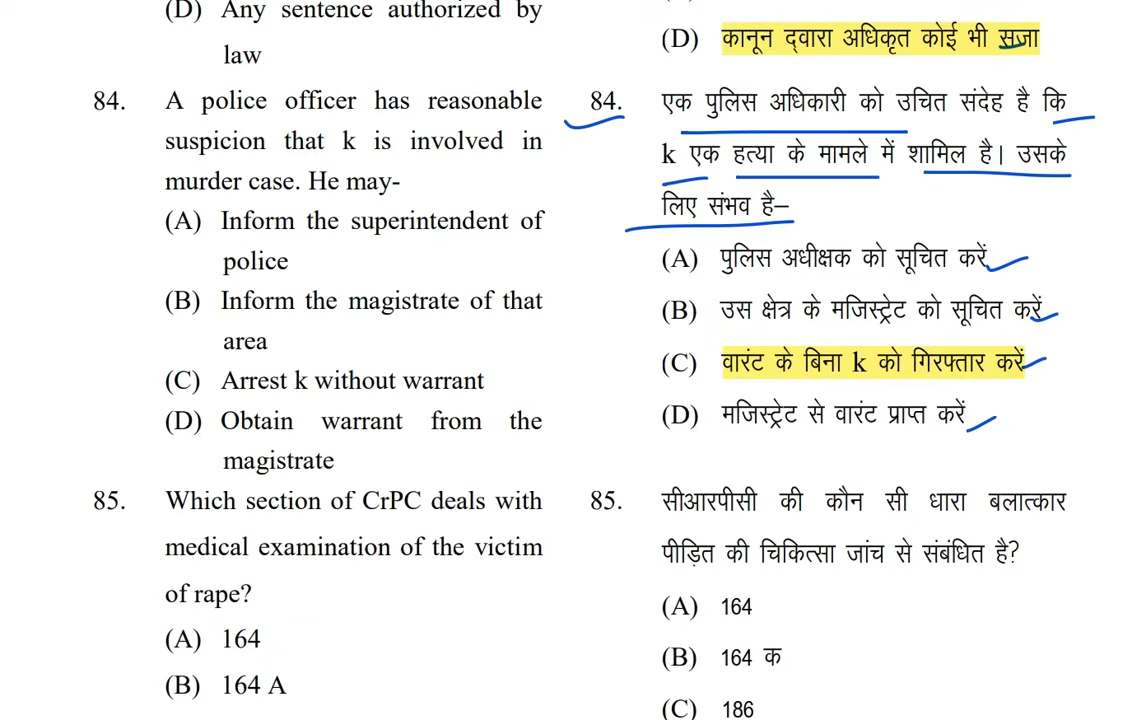 (D) Any sentence authorized by
law
84. A police officer has reasonable
suspicion that k is involved in
murder case. He may-
(A) Inform the superintendent of
police
(B) Inform the magistrate of that
area
(C) Arrest k without warrant
(D) Obtain warrant from the
magistrate
85. Which section of CrPC deals with
medical examination of the victim
of rape?
(A) 164
(B) 164 A
(D) कानून द्वारा अधिकृत कोई भी सजा
84. एक पुलिस अधिकारी को उचित संदेह है कि
k एक हत्या के मामले में शामिल है। उसके
लिए संभव है–
(A) पुलिस अधीक्षक को सूचित करें
(B) उस क्षेत्र के मजिस्ट्रेट को सूचित करें
(C) वारंट के बिना k को गिरफ्तार करें
(D) मजिस्ट्रेट से वारंट प्राप्त करें
85. सीआरपीसी की कौन सी धारा बलात्कार
पीड़ित की चिकित्सा जांच से संबंधित है?
(A) 164
(B) 164 क
(C) 186